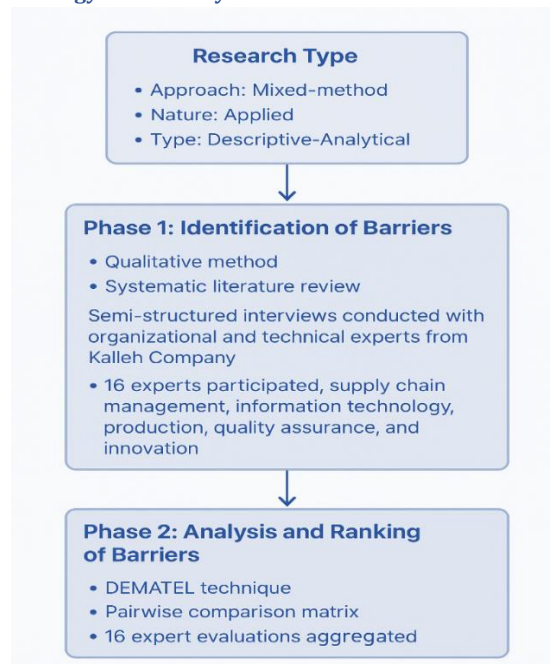 Research Type
• Approach: Mixed-method
• Nature: Applied
• Type: Descriptive-Analytical
Phase 1: Identification of Barriers
• Qualitative method
• Systematic literature review
Semi-structured interviews conducted with
organizational and technical experts from
Kalleh Company
• 16 experts participated, supply chain
management, information technology,
production, quality assurance, and
innovation
Phase 2: Analysis and Ranking
of Barriers
• DEMATEL technique
• Pairwise comparison matrix
• 16 expert evaluations aggregated